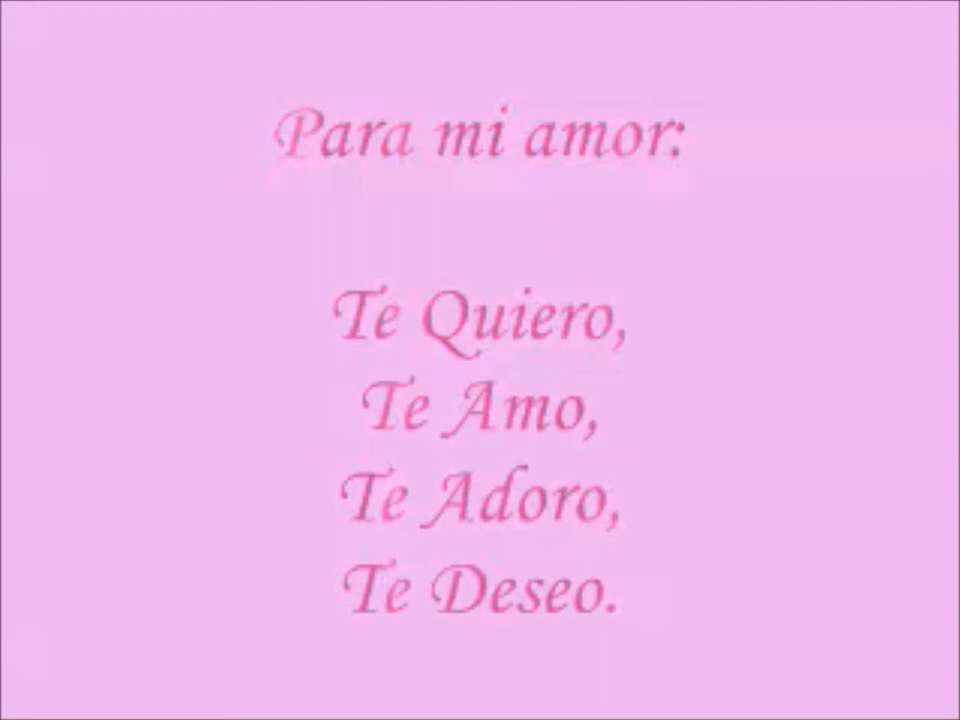 Para mi amor:
Te Quiero,
Te Amo,
Te Adoro,
Te Deseo.